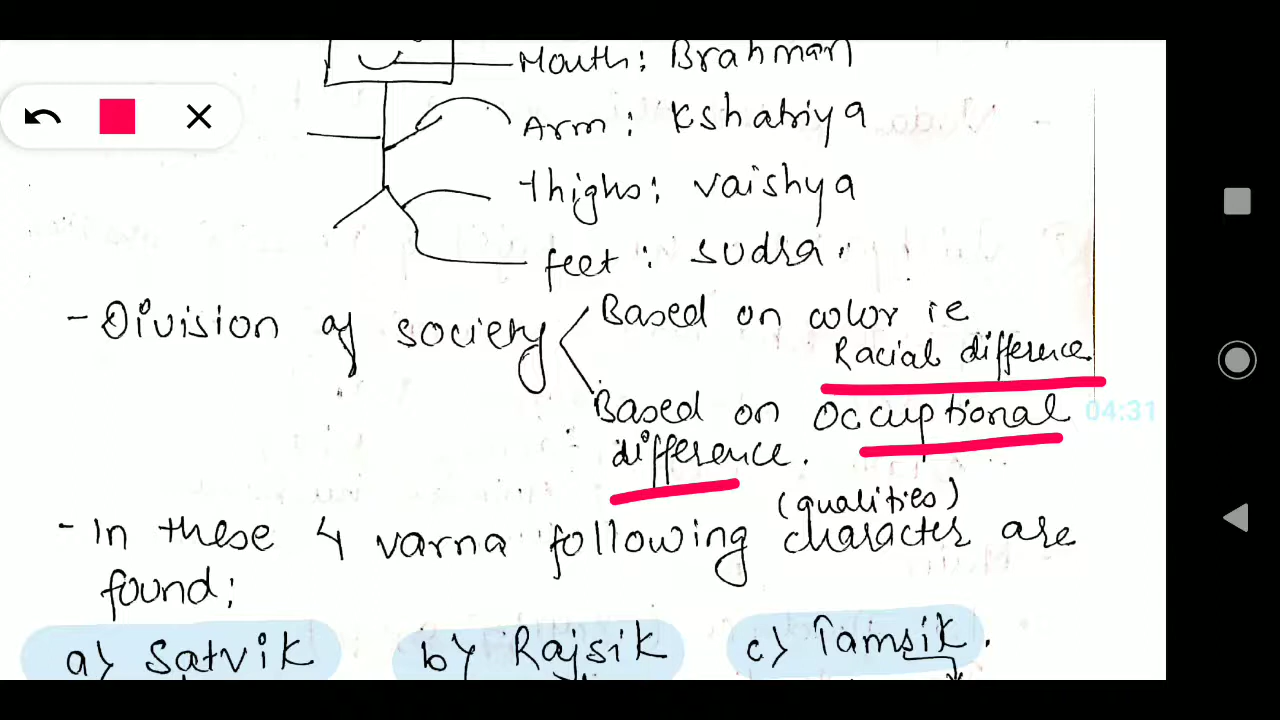 Mouth: Brahman
Arm: Kshatriya
thighs: vaishya
feet: sudra.
- Division of society
Based on color ie
Racial difference
Based on Occuptional
04:31
difference.
(qualities)
- In these 4 varna following character are
found:
a) Satvik b) Rajsik c) Tamsik.